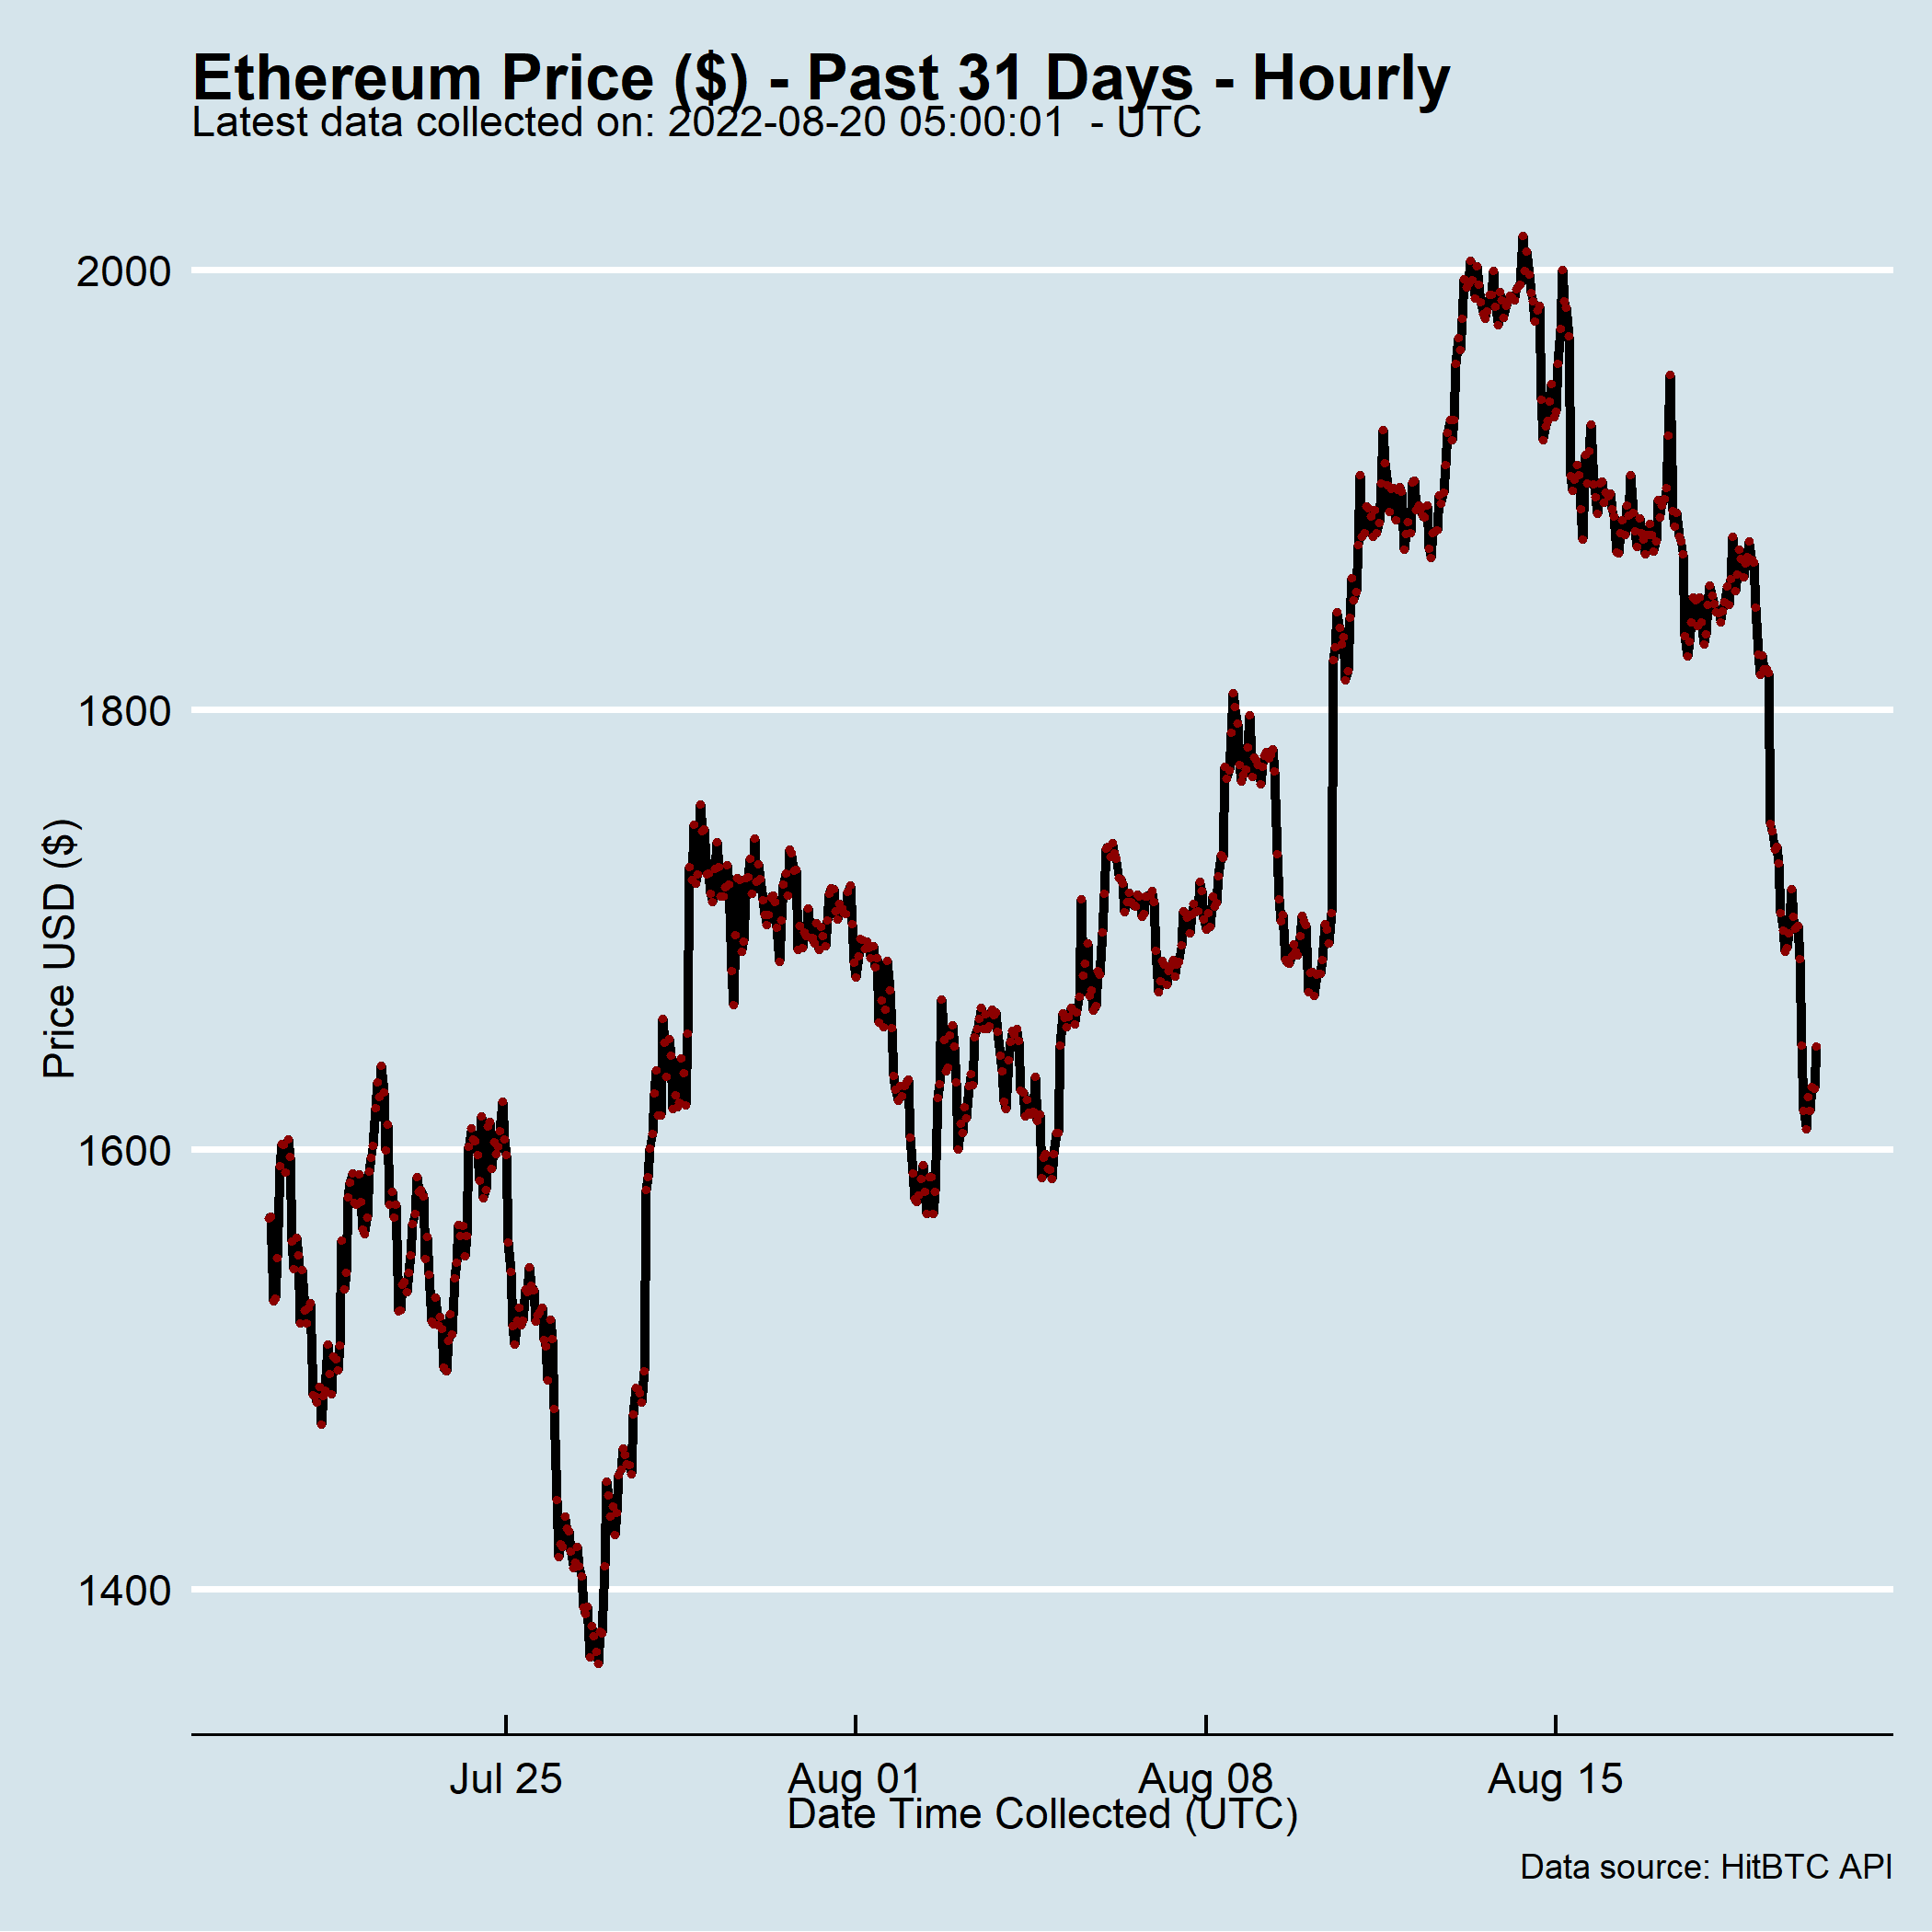 Ethereum Price ($) - Past 31 Days - Hourly
Latest data collected on: 2022-08-20 05:00:01  - UTC
2000
1800
1600
1400
Price USD ($)
Jul 25
Aug 01
Aug 08
Aug 15
Date Time Collected (UTC)
Data source: HitBTC API